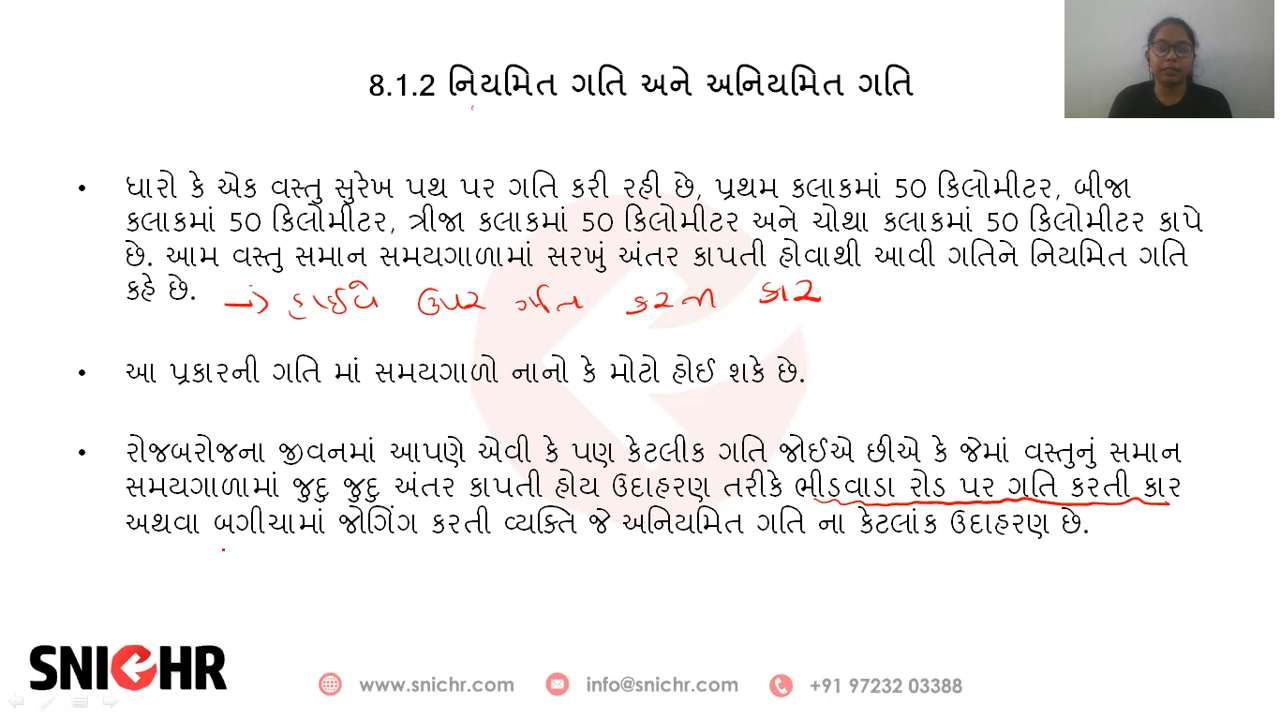 8.1.2 નિયમિત ગતિ અને અનિયમિત ગતિ
• ધારો કે એક વસ્તુ સુરેખ પથ પર ગતિ કરી રહી છે, પ્રથમ કલાકમાં 50 કિલોમીટર, બીજા
કલાકમાં 50 કિલોમીટર, ત્રીજા કલાકમાં 50 કિલોમીટર અને ચોથા કલાકમાં 50 કિલોમીટર કાપે
છે. આમ વસ્તુ સમાન સમયગાળામાં સરખું અંતર કાપતી હોવાથી આવી ગતિને નિયમિત ગતિ
કહે છે. → હાઈવે ઉપર ગતિ કરતી કાર
• આ પ્રકારની ગતિ માં સમયગાળો નાનો કે મોટો હોઈ શકે છે.
• રોજબરોજના જીવનમાં આપણે એવી કે પણ કેટલીક ગતિ જોઈએ છીએ કે જેમાં વસ્તુનું સમાન
સમયગાળામાં જુદુ જુદુ અંતર કાપતી હોય ઉદાહરણ તરીકે ભીડવાડા રોડ પર ગતિ કરતી કાર
અથવા બગીચામાં જોગિંગ કરતી વ્યક્તિ જે અનિયમિત ગતિ ના કેટલાંક ઉદાહરણ છે.
SNICHR www.snichr.com info@snichr.com +91 97232 03388